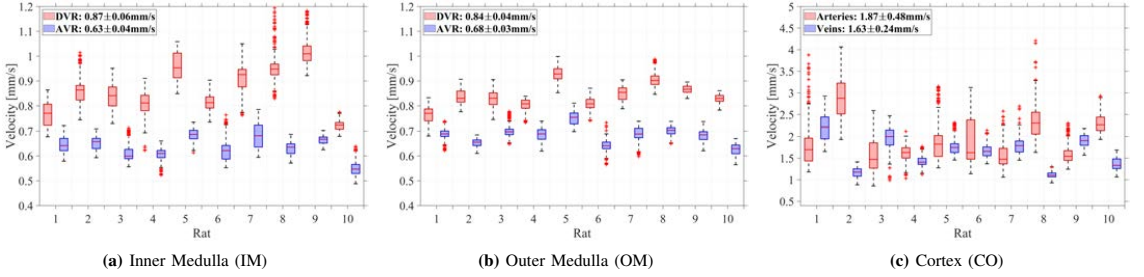 DVR: 0.87±0.06mm/s
AVR: 0.63±0.04mm/s
1.2
1.1
1
0.9
0.8
0.7
0.6
0.5
0.4
Velocity [mm/s]
1 2 3 4 5 6 7 8 9 10
Rat
(a) Inner Medulla (IM)
DVR: 0.84±0.04mm/s
AVR: 0.68±0.03mm/s
1.2
1.1
1
0.9
0.8
0.7
0.6
0.5
0.4
Velocity [mm/s]
1 2 3 4 5 6 7 8 9 10
Rat
(b) Outer Medulla (OM)
Arteries: 1.87±0.48mm/s
Veins: 1.63±0.24mm/s
5
4.5
4
3.5
3
2.5
2
1.5
1
0.5
Velocity [mm/s]
1 2 3 4 5 6 7 8 9 10
Rat
(c) Cortex (CO)